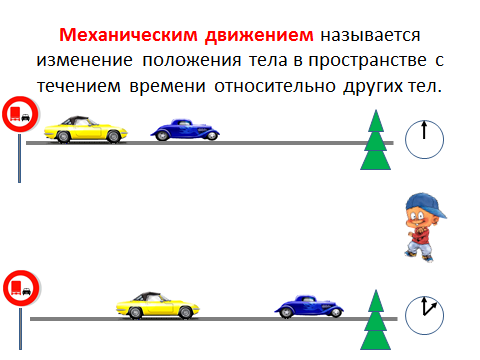 Механическим движением называется
изменение положения тела в пространстве с
течением времени относительно других тел.